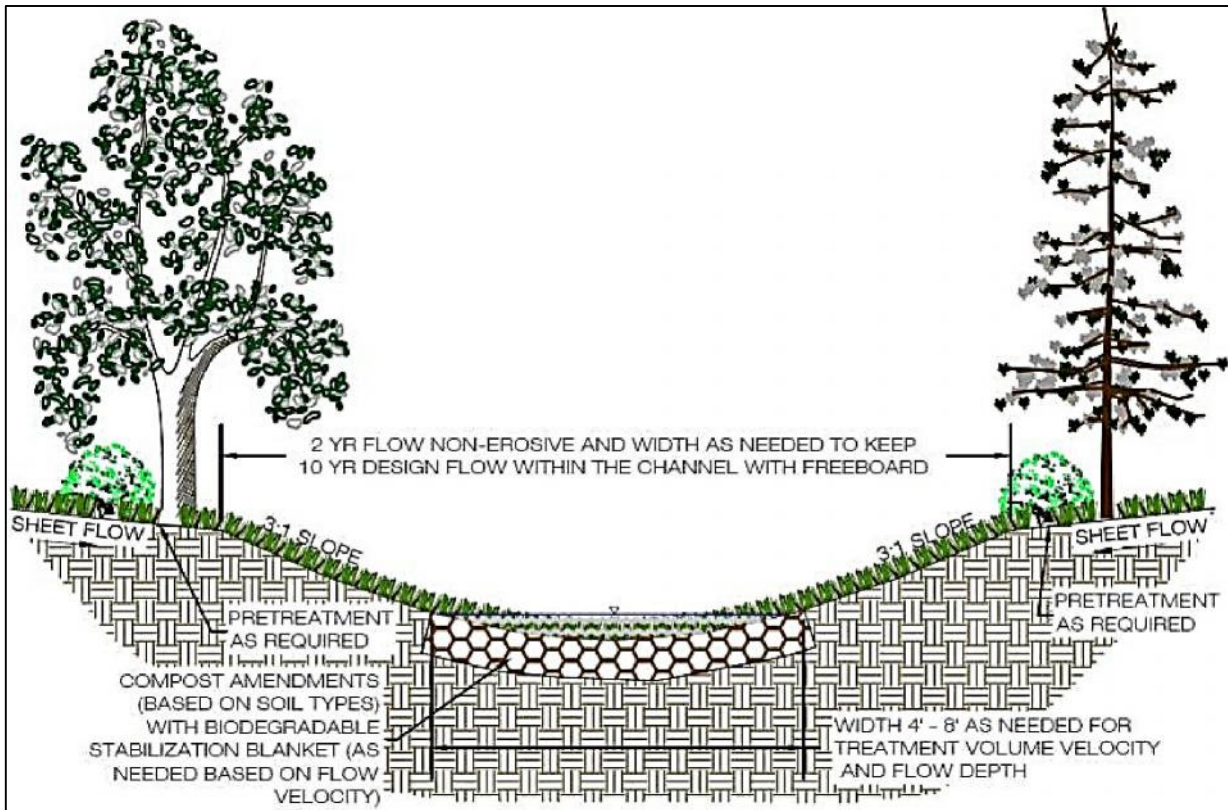 2 YR FLOW NON-EROSIVE AND WIDTH AS NEEDED TO KEEP
10 YR DESIGN FLOW WITHIN THE CHANNEL WITH FREEBOARD
SHEET FLOW
3:1 SLOPE
3:1 SLOPE
SHEET FLOW
PRETREATMENT
AS REQUIRED
PRETREATMENT
AS REQUIRED
COMPOST AMENDMENTS
(BASED ON SOIL TYPES)
WITH BIODEGRADABLE
STABILIZATION BLANKET (AS
NEEDED BASED ON FLOW
VELOCITY)
WIDTH 4' - 8' AS NEEDED FOR
TREATMENT VOLUME VELOCITY
AND FLOW DEPTH